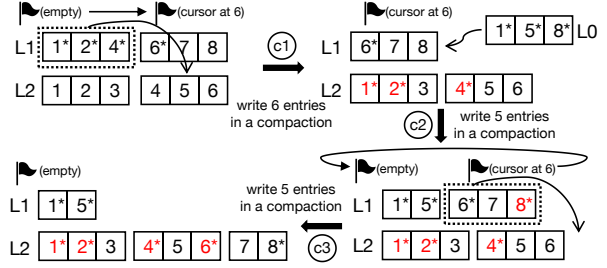 (empty) (cursor at 6)
L1 1* 2* 4* 6* 7 8
L2 1 2 3 4 5 6
c1
write 6 entries
in a compaction
(cursor at 6)
1* 5* 8* L0
L1 6* 7 8
L2 1* 2* 3 4* 5 6
c2
write 5 entries
in a compaction
(empty) (cursor at 6)
L1 1* 5* 6* 7 8*
L2 1* 2* 3 4* 5 6
write 5 entries
in a compaction
c3
(empty)
L1 1* 5*
L2 1* 2* 3 4* 5 6* 7 8*